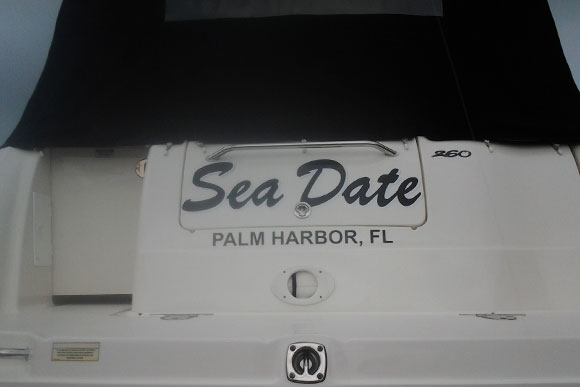 260
Sea Date
PALM HARBOR, FL